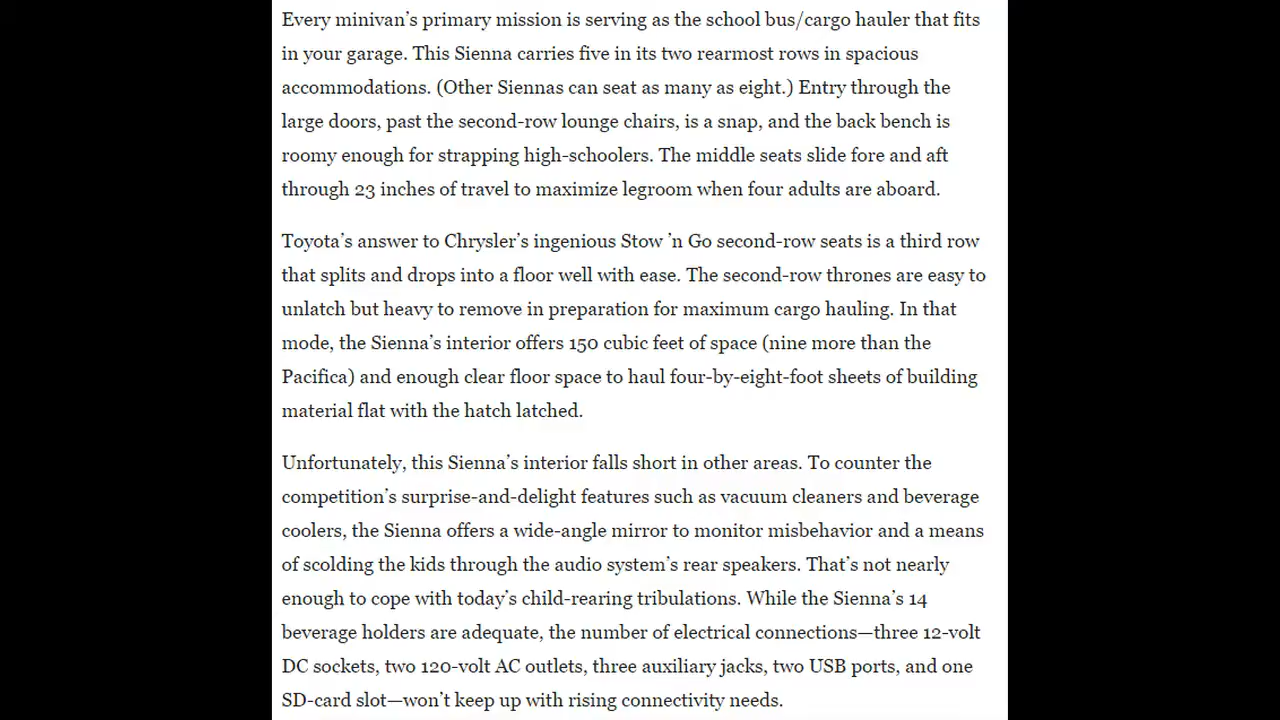 Every minivan’s primary mission is serving as the school bus/cargo hauler that fits
in your garage. This Sienna carries five in its two rearmost rows in spacious
accommodations. (Other Siennas can seat as many as eight.) Entry through the
large doors, past the second-row lounge chairs, is a snap, and the back bench is
roomy enough for strapping high-schoolers. The middle seats slide fore and aft
through 23 inches of travel to maximize legroom when four adults are aboard.
Toyota’s answer to Chrysler’s ingenious Stow ’n Go second-row seats is a third row
that splits and drops into a floor well with ease. The second-row thrones are easy to
unlatch but heavy to remove in preparation for maximum cargo hauling. In that
mode, the Sienna’s interior offers 150 cubic feet of space (nine more than the
Pacifica) and enough clear floor space to haul four-by-eight-foot sheets of building
material flat with the hatch latched.
Unfortunately, this Sienna’s interior falls short in other areas. To counter the
competition’s surprise-and-delight features such as vacuum cleaners and beverage
coolers, the Sienna offers a wide-angle mirror to monitor misbehavior and a means
of scolding the kids through the audio system’s rear speakers. That’s not nearly
enough to cope with today’s child-rearing tribulations. While the Sienna’s 14
beverage holders are adequate, the number of electrical connections—three 12-volt
DC sockets, two 120-volt AC outlets, three auxiliary jacks, two USB ports, and one
SD-card slot—won’t keep up with rising connectivity needs.